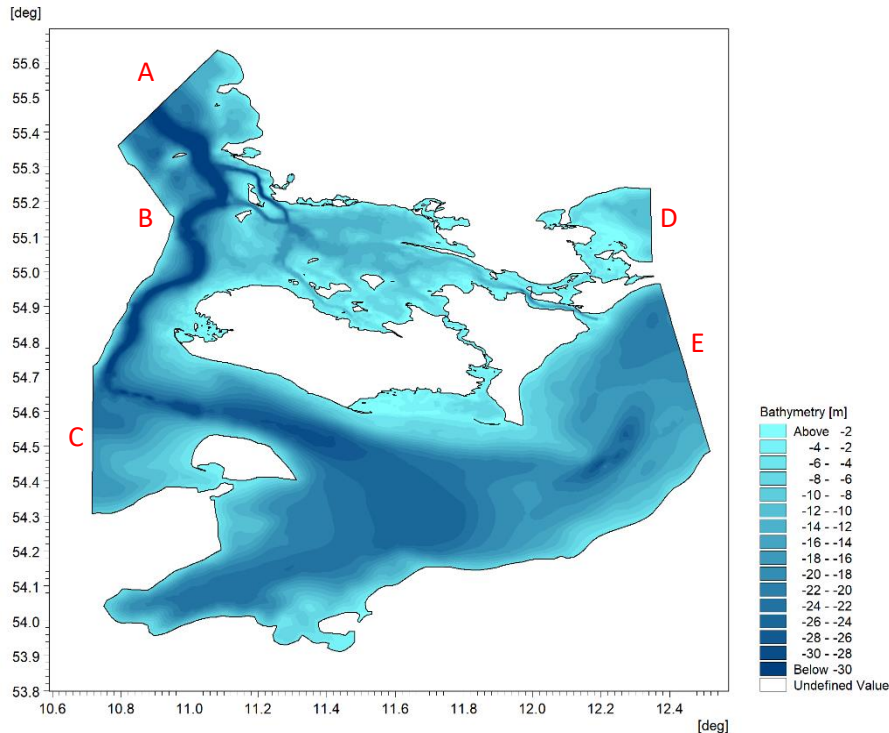 [deg]
55.6
55.5
55.4
55.3
55.2
55.1
55.0
54.9
54.8
54.7
54.6
54.5
54.4
54.3
54.2
54.1
54.0
53.9
53.8
A
B
C
D
E
10.6 10.8 11.0 11.2 11.4 11.6 11.8 12.0 12.2 12.4
[deg]
Bathymetry [m]
Above -2
-4 - -2
-6 - -4
-8 - -6
-10 - -8
-12 - -10
-14 - -12
-16 - -14
-18 - -16
-20 - -18
-22 - -20
-24 - -22
-26 - -24
-28 - -26
-30 - -28
Below -30
Undefined Value